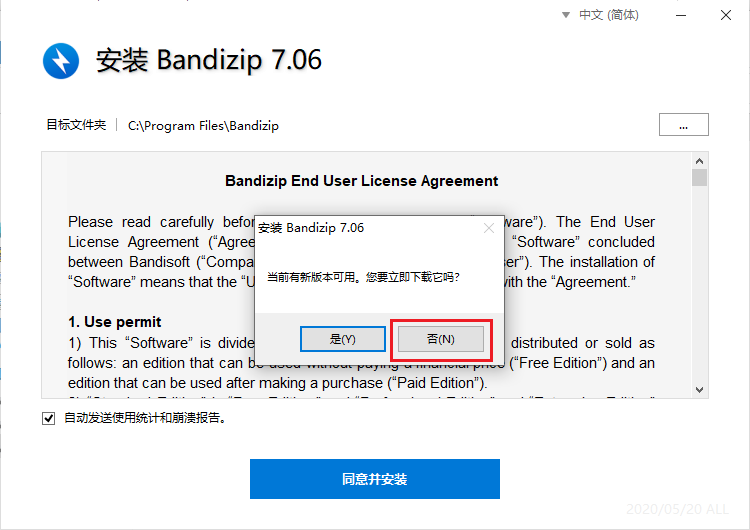 中文 (简体)
安装 Bandizip 7.06
目标文件夹 C:\Program Files\Bandizip
...
Bandizip End User License Agreement
Please read carefully befor ware”). The End User
License Agreement (“Agree “Software” concluded
between Bandisoft (“Compa ser”). The installation of
“Software” means that the “U with the “Agreement.”
1. Use permit
1) This “Software” is divide distributed or sold as
follows: an edition that can be used without paying a financial price (“Free Edition”) and an
edition that can be used after making a purchase (“Paid Edition”).
安装 Bandizip 7.06
当前有新版本可用。您要立即下载它吗?
是(Y)
否(N)
自动发送使用统计和崩溃报告。
同意并安装
2020/05/20 ALL